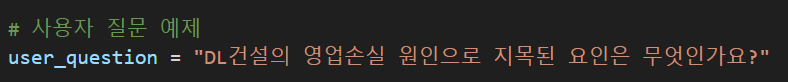 # 사용자 질문 예제
user_question = "DL건설의 영업손실 원인으로 지목된 요인은 무엇인가요?"